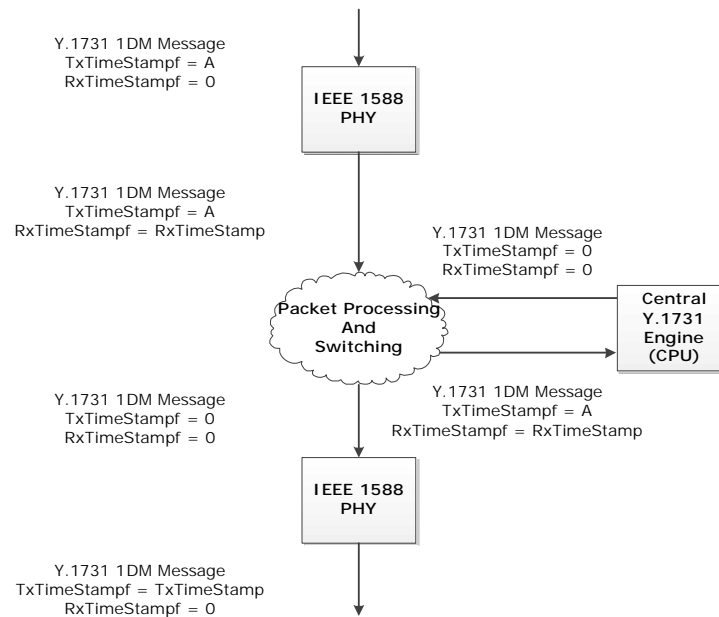 Y.1731 1DM Message
TxTimeStampf = A
RxTimeStampf = 0
IEEE 1588
PHY
Y.1731 1DM Message
TxTimeStampf = A
RxTimeStampf = RxTimeStamp
Y.1731 1DM Message
TxTimeStampf = 0
RxTimeStampf = 0
Packet Processing
And
Switching
Central
Y.1731
Engine
(CPU)
Y.1731 1DM Message
TxTimeStampf = 0
RxTimeStampf = 0
Y.1731 1DM Message
TxTimeStampf = A
RxTimeStampf = RxTimeStamp
IEEE 1588
PHY
Y.1731 1DM Message
TxTimeStampf = TxTimeStamp
RxTimeStampf = 0